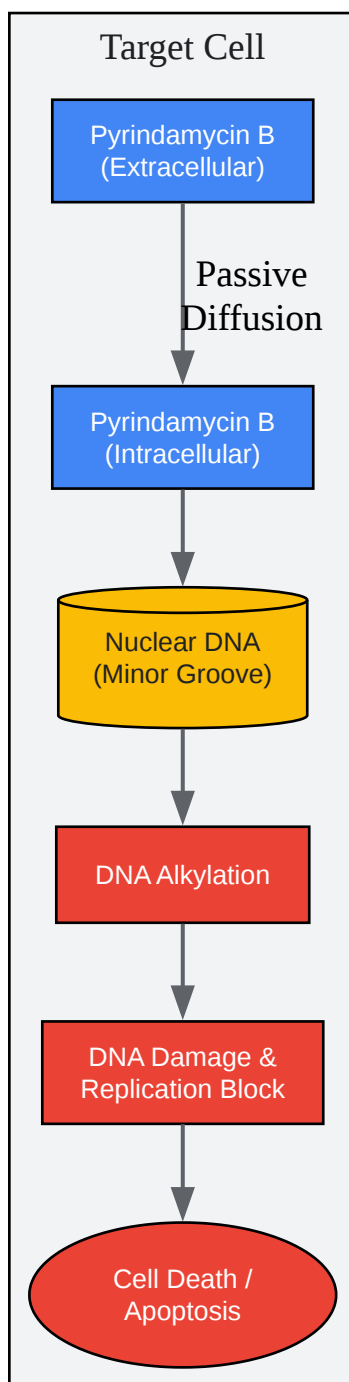 Target Cell
Pyrindamycin B
(Extracellular)
Passive
Diffusion
Pyrindamycin B
(Intracellular)
Nuclear DNA
(Minor Groove)
DNA Alkylation
DNA Damage &
Replication Block
Cell Death /
Apoptosis